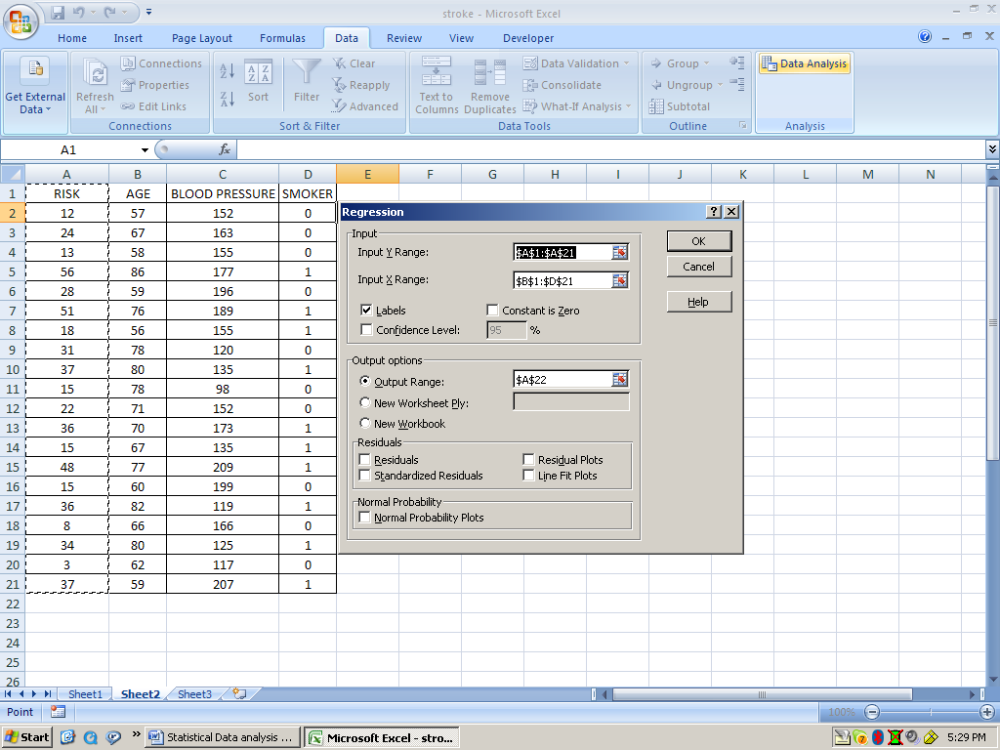 stroke - Microsoft Excel
Home Insert Page Layout Formulas Data Review View Developer
Get External Data
Refresh All
Connections
Properties
Edit Links
Connections
Sort
Filter
Clear
Reapply
Advanced
Sort & Filter
Text to Columns
Remove Duplicates
Data Validation
Consolidate
What-If Analysis
Data Tools
Group
Ungroup
Subtotal
Outline
Data Analysis
Analysis
A1 fx
A B C D E F G H I J K L M N
1 RISK AGE BLOOD PRESSURE SMOKER
2 12 57 152 0
3 24 67 163 0
4 13 58 155 0
5 56 86 177 1
6 28 59 196 0
7 51 76 189 1
8 18 56 155 1
9 31 78 120 0
10 37 80 135 1
11 15 78 98 0
12 22 71 152 0
13 36 70 173 1
14 15 67 135 1
15 48 77 209 1
16 15 60 199 0
17 36 82 119 1
18 8 66 166 0
19 34 80 125 1
20 3 62 117 0
21 37 59 207 1
22
23
24
25
26
Regression
Input
Input Y Range: $A$1:$A$21
Input X Range: $B$1:$D$21
Labels Constant is Zero
Confidence Level: 95 %
OK
Cancel
Help
Output options
Output Range: $A$22
New Worksheet Ply:
New Workbook
Residuals
Residuals Residual Plots
Standardized Residuals Line Fit Plots
Normal Probability
Normal Probability Plots
Sheet1 Sheet2 Sheet3
Point 100%
Start Statistical Data analysis ... Microsoft Excel - stro... 5:29 PM